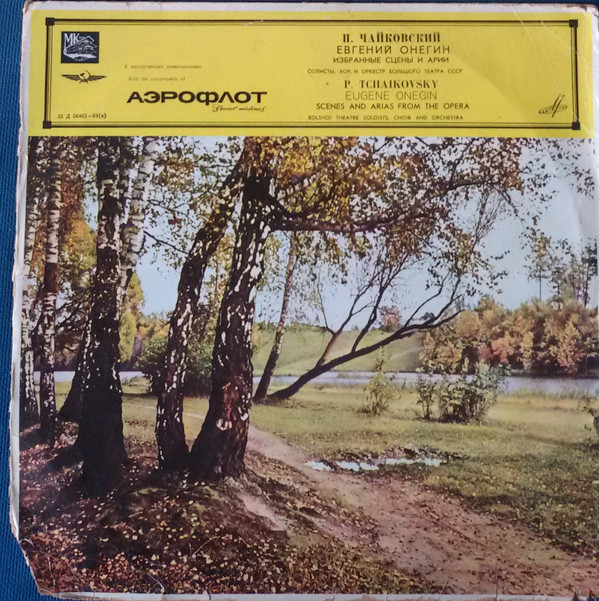 МК
С наилучшими пожеланиями
With the compliments of
АЭРОФЛОТ
Soviet airlines
П. ЧАЙКОВСКИЙ
ЕВГЕНИЙ ОНЕГИН
ИЗБРАННЫЕ СЦЕНЫ И АРИИ
СОЛИСТЫ, ХОР И ОРКЕСТР БОЛЬШОГО ТЕАТРА СССР
P. TCHAIKOVSKY
EUGENE ONEGIN
SCENES AND ARIAS FROM THE OPERA
BOLSHOI THEATRE SOLOISTS, CHOIR AND ORCHESTRA